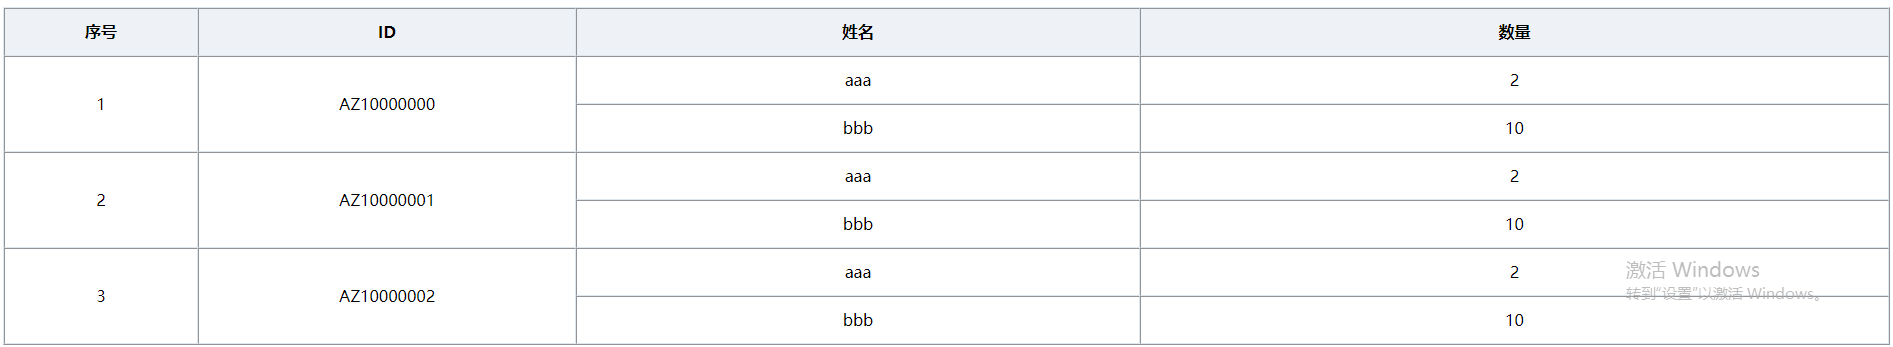 序号 ID 姓名 数量
1 AZ10000000 aaa 2
bbb 10
2 AZ10000001 aaa 2
bbb 10
3 AZ10000002 aaa 2
bbb 10
激活 Windows
转到“设置”以激活 Windows。